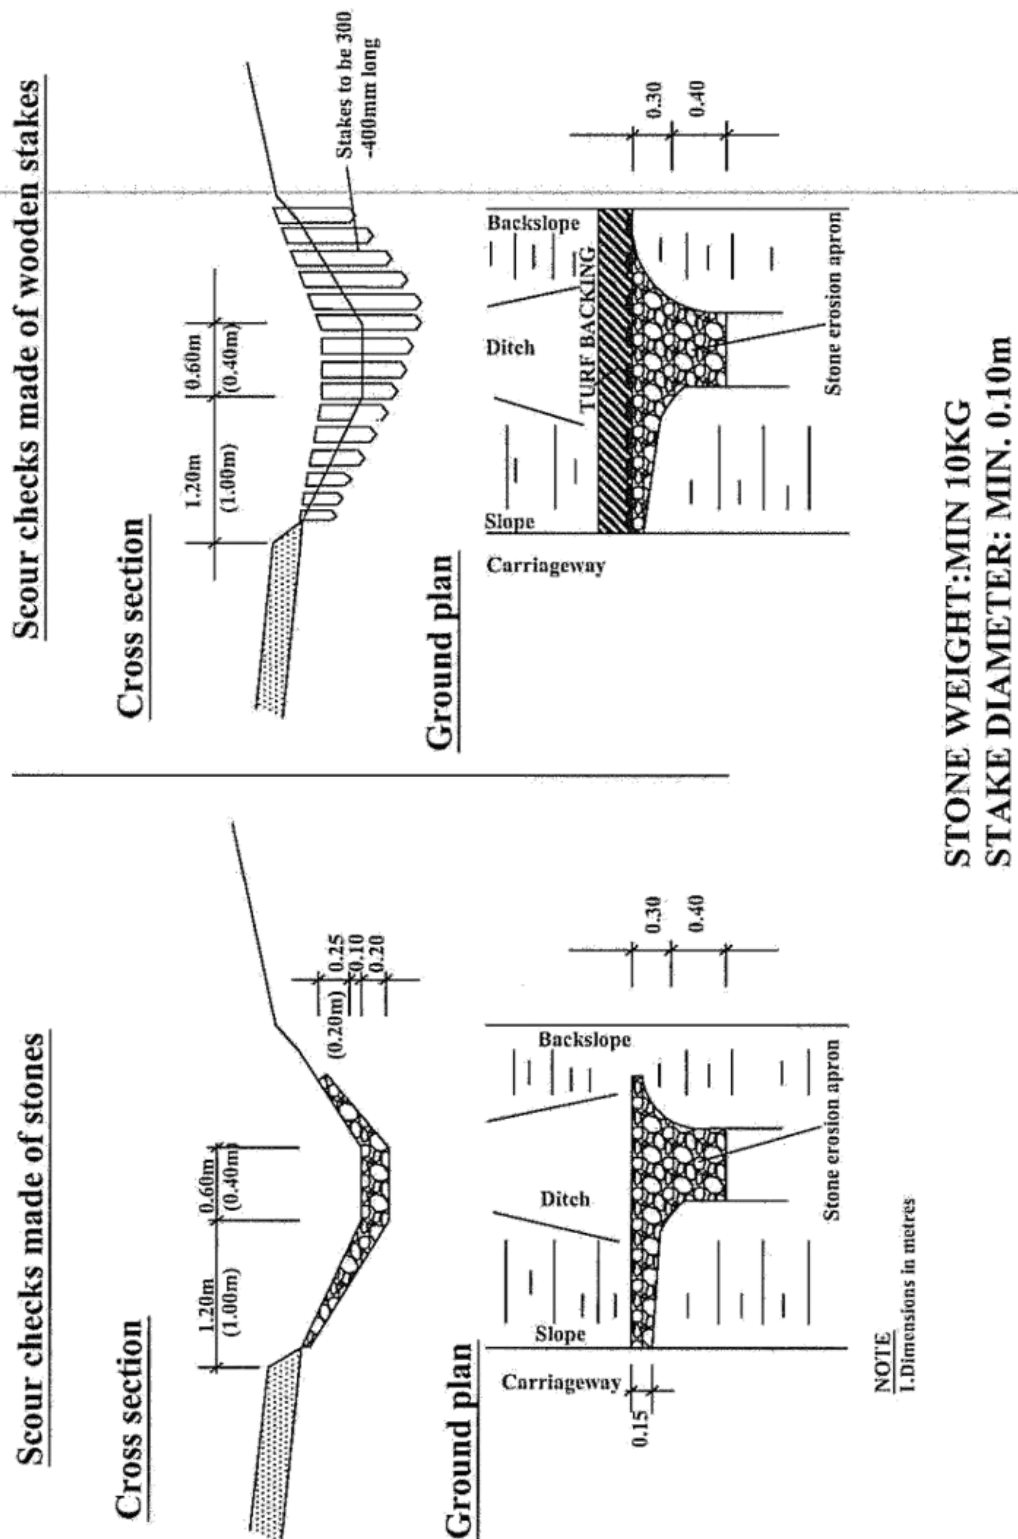 Scour checks made of stones
Cross section
1.20m
(1.00m)
0.60m
(0.40m)
(0.20m)
0.25
0.10
0.20
Ground plan
Carriageway
Slope
Ditch
Backslope
0.15
0.30
0.40
Stone erosion apron
NOTE
1.Dimensions in metres
Scour checks made of wooden stakes
Cross section
1.20m
(1.00m)
0.60m
(0.40m)
Stakes to be 300
-400mm long
Ground plan
Carriageway
Slope
Ditch
Backslope
TURF BACKING
0.30
0.40
Stone erosion apron
STONE WEIGHT:MIN 10KG
STAKE DIAMETER: MIN. 0.10m